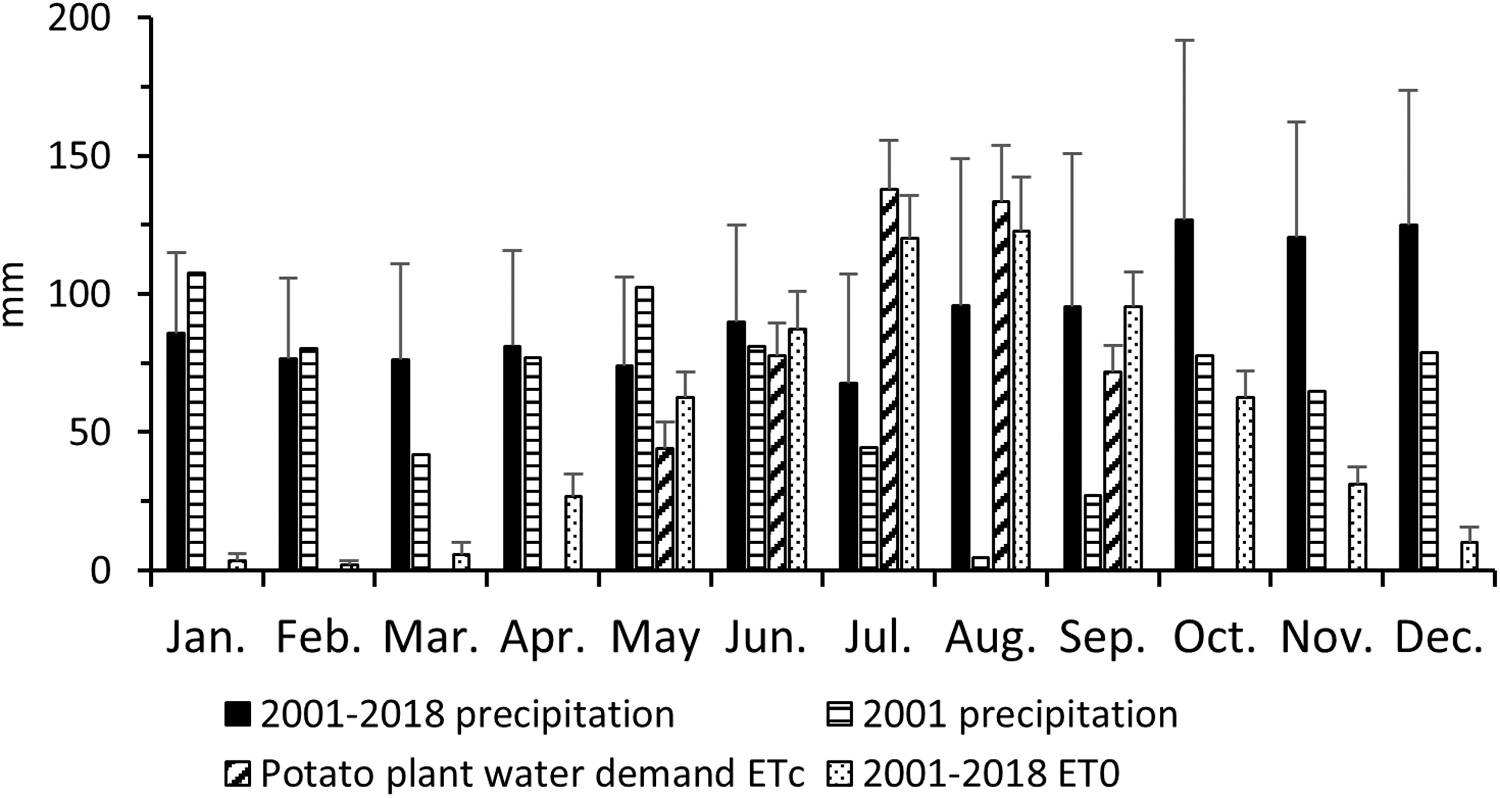 200
150
100
50
0
mm
Jan. Feb. Mar. Apr. May Jun. Jul. Aug. Sep. Oct. Nov. Dec.
2001-2018 precipitation 2001 precipitation
Potato plant water demand ETc 2001-2018 ET0